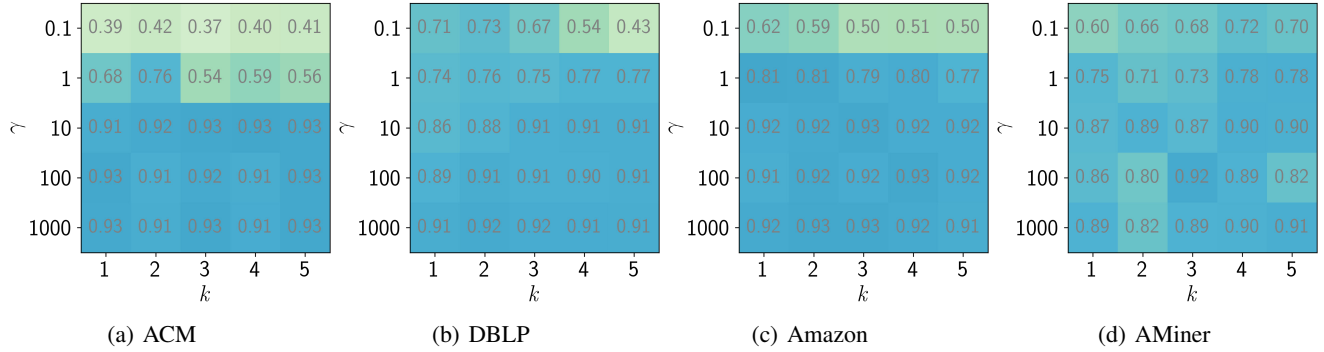 0.1 0.39 0.42 0.37 0.40 0.41
1 0.68 0.76 0.54 0.59 0.56
10 0.91 0.92 0.93 0.93 0.93
100 0.93 0.91 0.92 0.91 0.93
1000 0.93 0.91 0.93 0.93 0.93
γ
1 2 3 4 5
k
(a) ACM
0.1 0.71 0.73 0.67 0.54 0.43
1 0.74 0.76 0.75 0.77 0.77
10 0.86 0.88 0.91 0.91 0.91
100 0.89 0.91 0.91 0.90 0.91
1000 0.91 0.92 0.92 0.91 0.91
γ
1 2 3 4 5
k
(b) DBLP
0.1 0.62 0.59 0.50 0.51 0.50
1 0.81 0.81 0.79 0.80 0.77
10 0.92 0.92 0.93 0.92 0.92
100 0.91 0.92 0.92 0.93 0.92
1000 0.92 0.93 0.93 0.92 0.92
γ
1 2 3 4 5
k
(c) Amazon
0.1 0.60 0.66 0.68 0.72 0.70
1 0.75 0.71 0.73 0.78 0.78
10 0.87 0.89 0.87 0.90 0.90
100 0.86 0.80 0.92 0.89 0.82
1000 0.89 0.82 0.89 0.90 0.91
γ
1 2 3 4 5
k
(d) AMiner